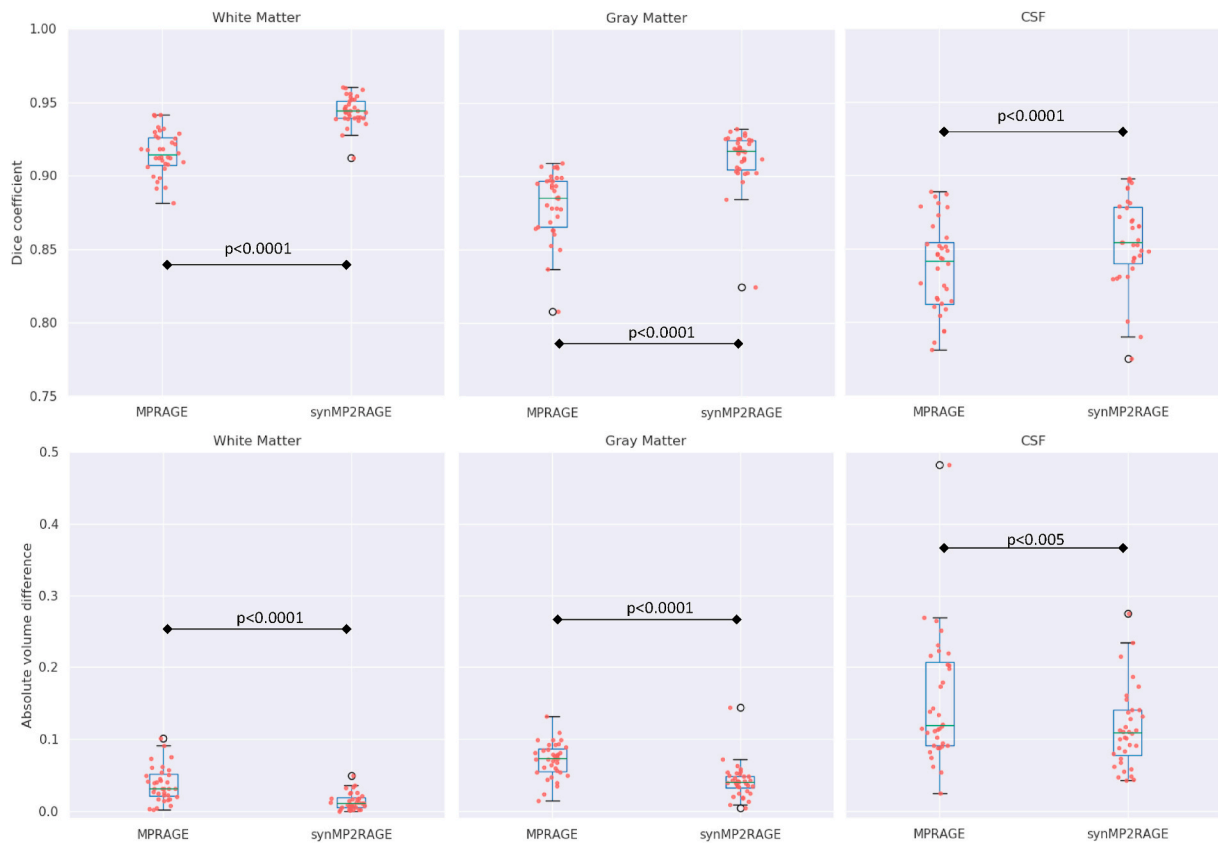 White Matter
Gray Matter
CSF
1.00
0.95
0.90
0.85
0.80
0.75
Dice coefficient
p<0.0001
p<0.0001
p<0.0001
MPRAGE
synMP2RAGE
MPRAGE
synMP2RAGE
MPRAGE
synMP2RAGE
White Matter
Gray Matter
CSF
0.5
0.4
0.3
0.2
0.1
0.0
Absolute volume difference
p<0.0001
p<0.0001
p<0.005
MPRAGE
synMP2RAGE
MPRAGE
synMP2RAGE
MPRAGE
synMP2RAGE